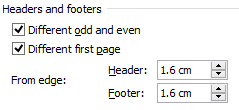 Headers and footers
Different odd and even
Different first page
From edge: Header: 1.6 cm
Footer: 1.6 cm